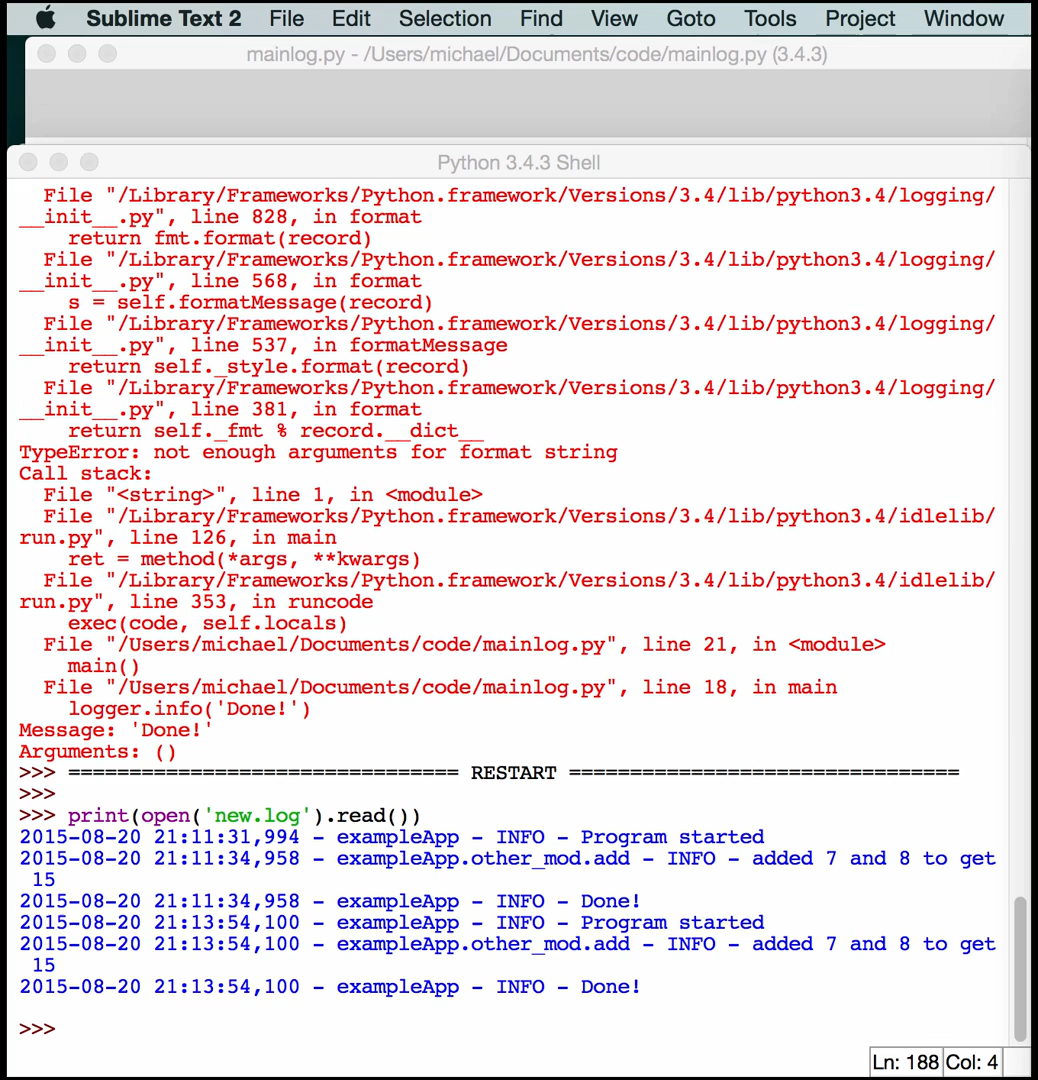 Sublime Text 2 File Edit Selection Find View Goto Tools Project Window
mainlog.py - /Users/michael/Documents/code/mainlog.py (3.4.3)
Python 3.4.3 Shell
  File "/Library/Frameworks/Python.framework/Versions/3.4/lib/python3.4/logging/
__init__.py", line 828, in format
    return fmt.format(record)
  File "/Library/Frameworks/Python.framework/Versions/3.4/lib/python3.4/logging/
__init__.py", line 568, in format
    s = self.formatMessage(record)
  File "/Library/Frameworks/Python.framework/Versions/3.4/lib/python3.4/logging/
__init__.py", line 537, in formatMessage
    return self._style.format(record)
  File "/Library/Frameworks/Python.framework/Versions/3.4/lib/python3.4/logging/
__init__.py", line 381, in format
    return self._fmt % record.__dict__
TypeError: not enough arguments for format string
Call stack:
  File "<string>", line 1, in <module>
  File "/Library/Frameworks/Python.framework/Versions/3.4/lib/python3.4/idlelib/
run.py", line 126, in main
    ret = method(*args, **kwargs)
  File "/Library/Frameworks/Python.framework/Versions/3.4/lib/python3.4/idlelib/
run.py", line 353, in runcode
    exec(code, self.locals)
  File "/Users/michael/Documents/code/mainlog.py", line 21, in <module>
    main()
  File "/Users/michael/Documents/code/mainlog.py", line 18, in main
    logger.info('Done!')
Message: 'Done!'
Arguments: ()
>>> ================================ RESTART ================================
>>>
>>> print(open('new.log').read())
2015-08-20 21:11:31,994 - exampleApp - INFO - Program started
2015-08-20 21:11:34,958 - exampleApp.other_mod.add - INFO - added 7 and 8 to get
 15
2015-08-20 21:11:34,958 - exampleApp - INFO - Done!
2015-08-20 21:13:54,100 - exampleApp - INFO - Program started
2015-08-20 21:13:54,100 - exampleApp.other_mod.add - INFO - added 7 and 8 to get
 15
2015-08-20 21:13:54,100 - exampleApp - INFO - Done!
>>>
Ln: 188 Col: 4